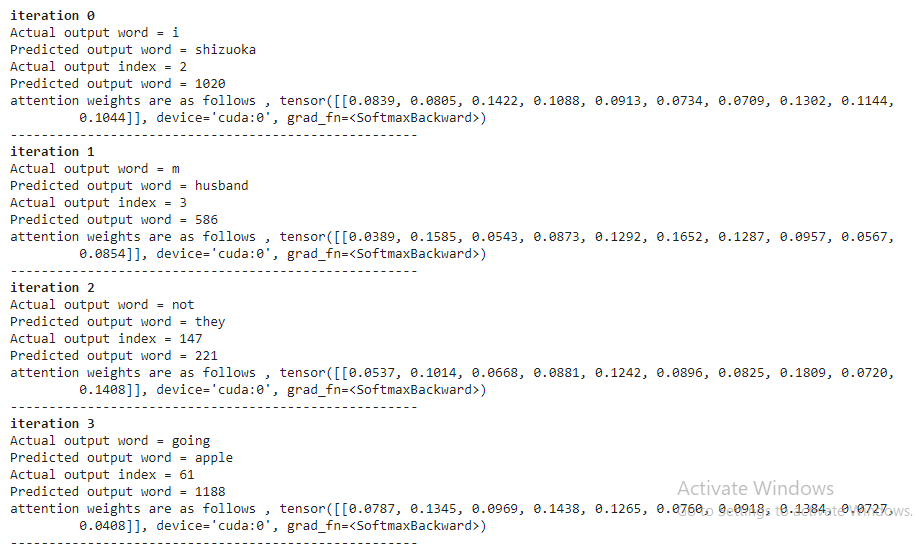 iteration 0
Actual output word = i
Predicted output word = shizuoka
Actual output index = 2
Predicted output word = 1020
attention weights are as follows , tensor([[0.0839, 0.0805, 0.1422, 0.1088, 0.0913, 0.0734, 0.0709, 0.1302, 0.1144,
0.1044]], device='cuda:0', grad_fn=<SoftmaxBackward>)
-----------------------------------------------------
iteration 1
Actual output word = m
Predicted output word = husband
Actual output index = 3
Predicted output word = 586
attention weights are as follows , tensor([[0.0389, 0.1585, 0.0543, 0.0873, 0.1292, 0.1652, 0.1287, 0.0957, 0.0567,
0.0854]], device='cuda:0', grad_fn=<SoftmaxBackward>)
-----------------------------------------------------
iteration 2
Actual output word = not
Predicted output word = they
Actual output index = 147
Predicted output word = 221
attention weights are as follows , tensor([[0.0537, 0.1014, 0.0668, 0.0881, 0.1242, 0.0896, 0.0825, 0.1809, 0.0720,
0.1408]], device='cuda:0', grad_fn=<SoftmaxBackward>)
-----------------------------------------------------
iteration 3
Actual output word = going
Predicted output word = apple
Actual output index = 61
Predicted output word = 1188
Activate Windows
attention weights are as follows , tensor([[0.0787, 0.1345, 0.0969, 0.1438, 0.1265, 0.0760, 0.0918, 0.1384, 0.0727,
Go to Settings to activate Windows.
0.0408]], device='cuda:0', grad_fn=<SoftmaxBackward>)
-----------------------------------------------------